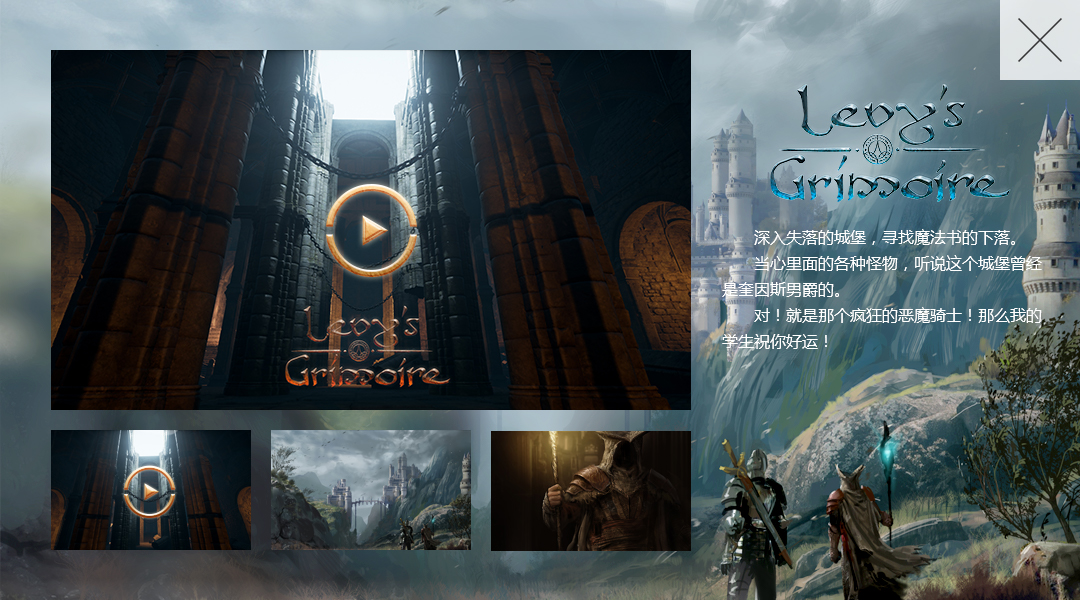 Levy's
Grimoire
深入失落的城堡，寻找魔法书的下落。
当心里面的各种怪物，听说这个城堡曾经
是奎因斯男爵的。
对！就是那个疯狂的恶魔骑士！那么我的
学生祝你好运！
Levy's
Grimoire